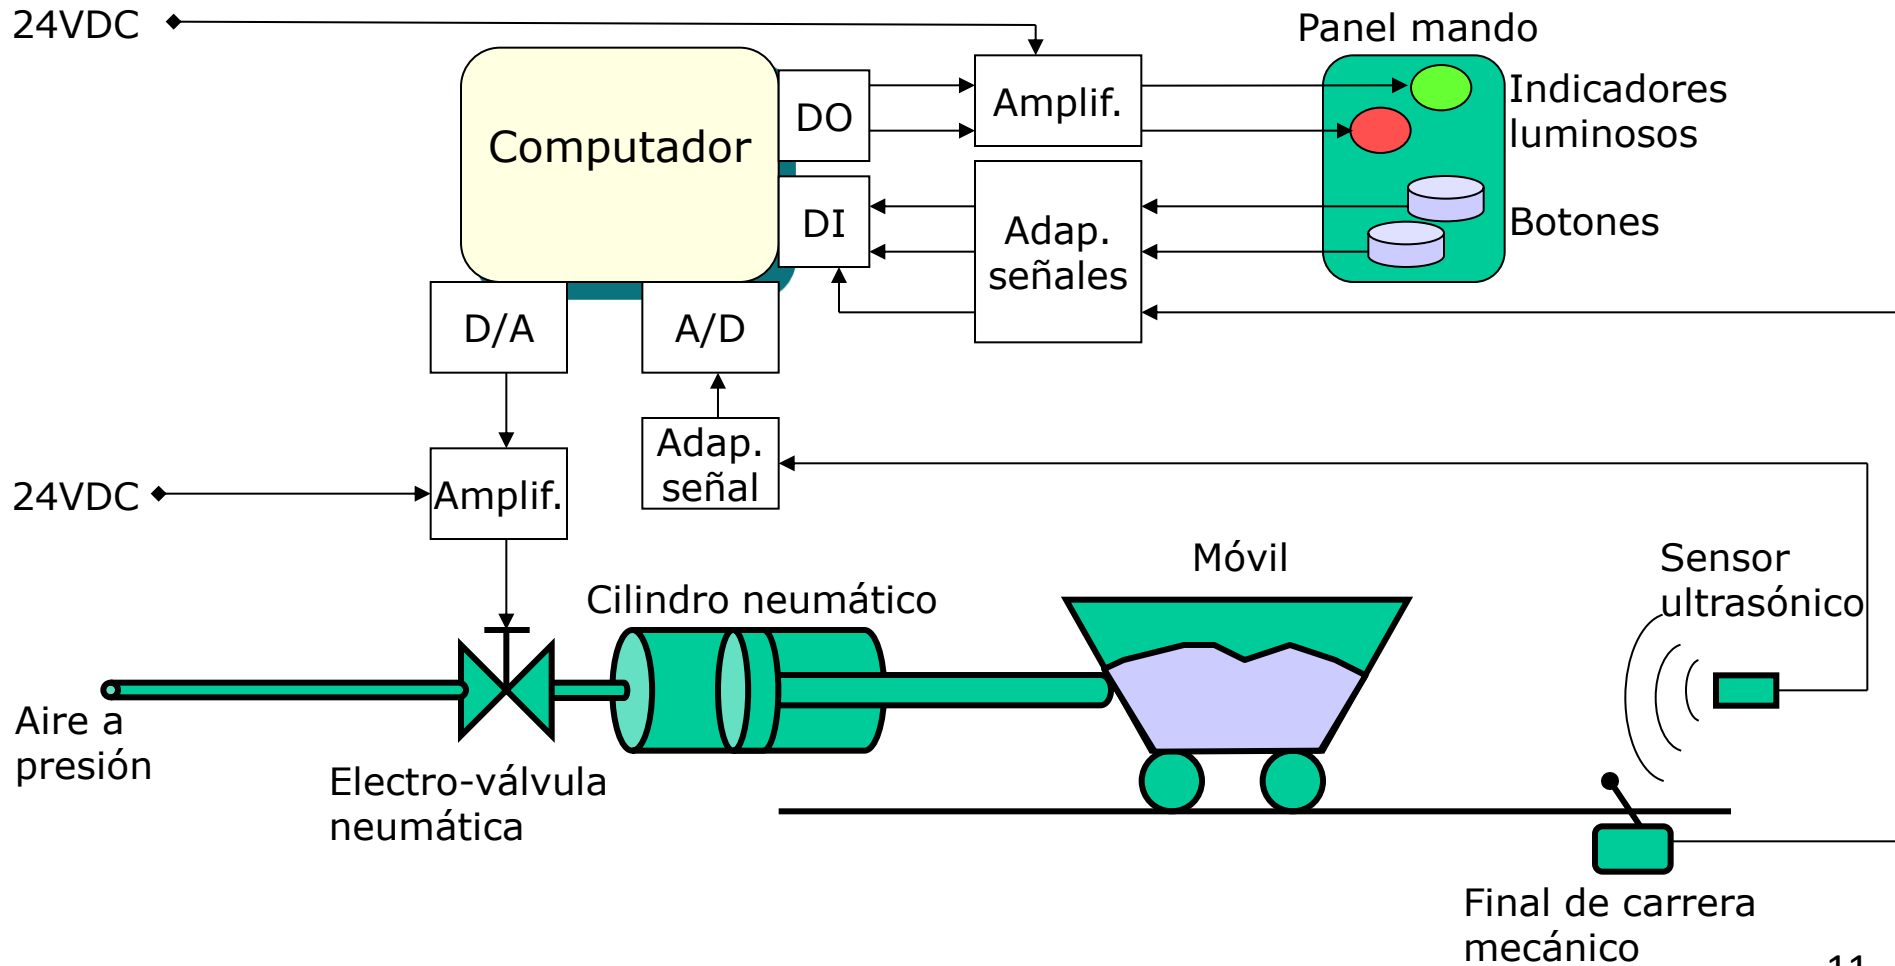 24VDC
Panel mando
Computador
DO
Amplif.
Indicadores
luminosos
DI
Adap.
señales
Botones
D/A
A/D
Adap.
señal
24VDC
Amplif.
Móvil
Sensor
ultrasónico
Cilindro neumático
Aire a
presión
Electro-válvula
neumática
Final de carrera
mecánico
11